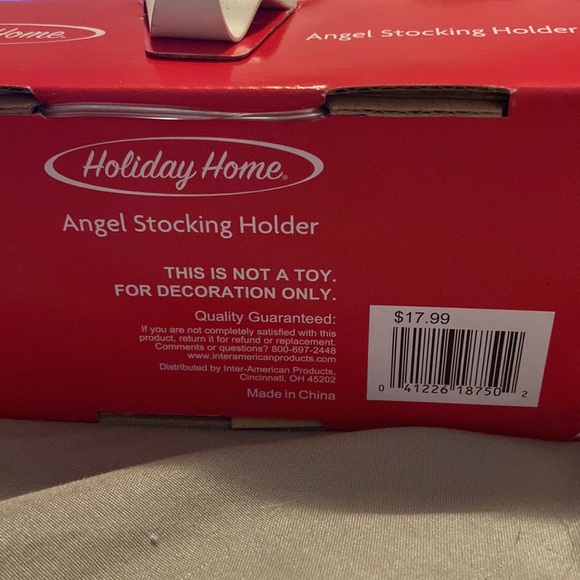 Home®
Angel Stocking Holder
Holiday Home®
Angel Stocking Holder
THIS IS NOT A TOY.
FOR DECORATION ONLY.
Quality Guaranteed:
If you are not completely satisfied with this
product, return it for refund or replacement.
Comments or questions? 800-697-2448
www.interamericanproducts.com
Distributed by Inter-American Products,
Cincinnati, OH 45202
Made in China
$17.99
0 41226 18750 2